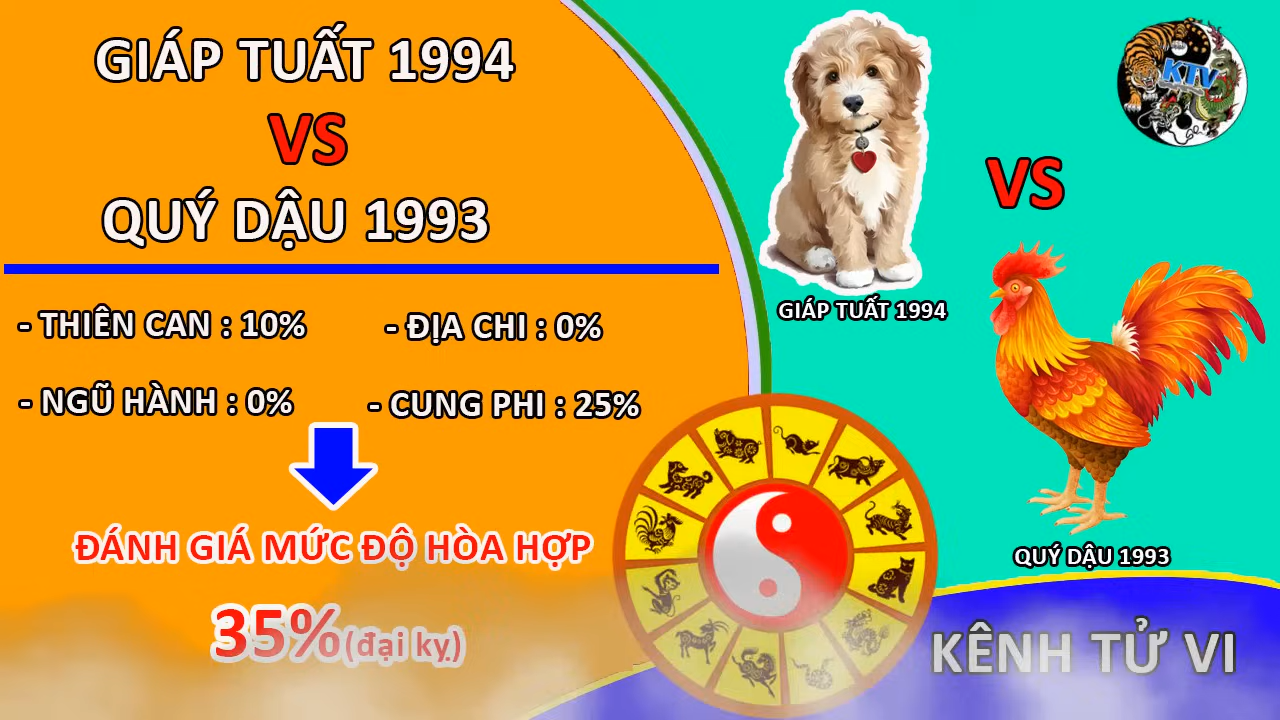 GIÁP TUẤT 1994
VS
QUÝ DẬU 1993
- THIÊN CAN : 10%
- ĐỊA CHI : 0%
- NGŨ HÀNH : 0%
- CUNG PHI : 25%
ĐÁNH GIÁ MỨC ĐỘ HÒA HỢP
35%(đại kỵ)
KTV
VS
GIÁP TUẤT 1994
QUÝ DẬU 1993
KÊNH TỬ VI